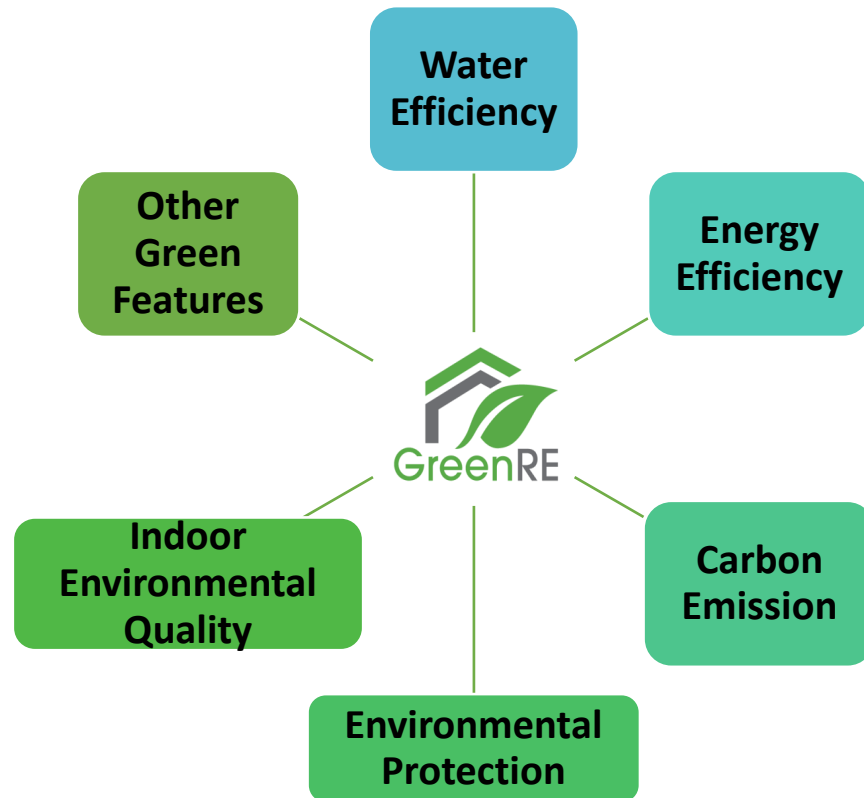 Water
Efficiency
Energy
Efficiency
Carbon
Emission
Environmental
Protection
Indoor
Environmental
Quality
Other
Green
Features
GreenRE